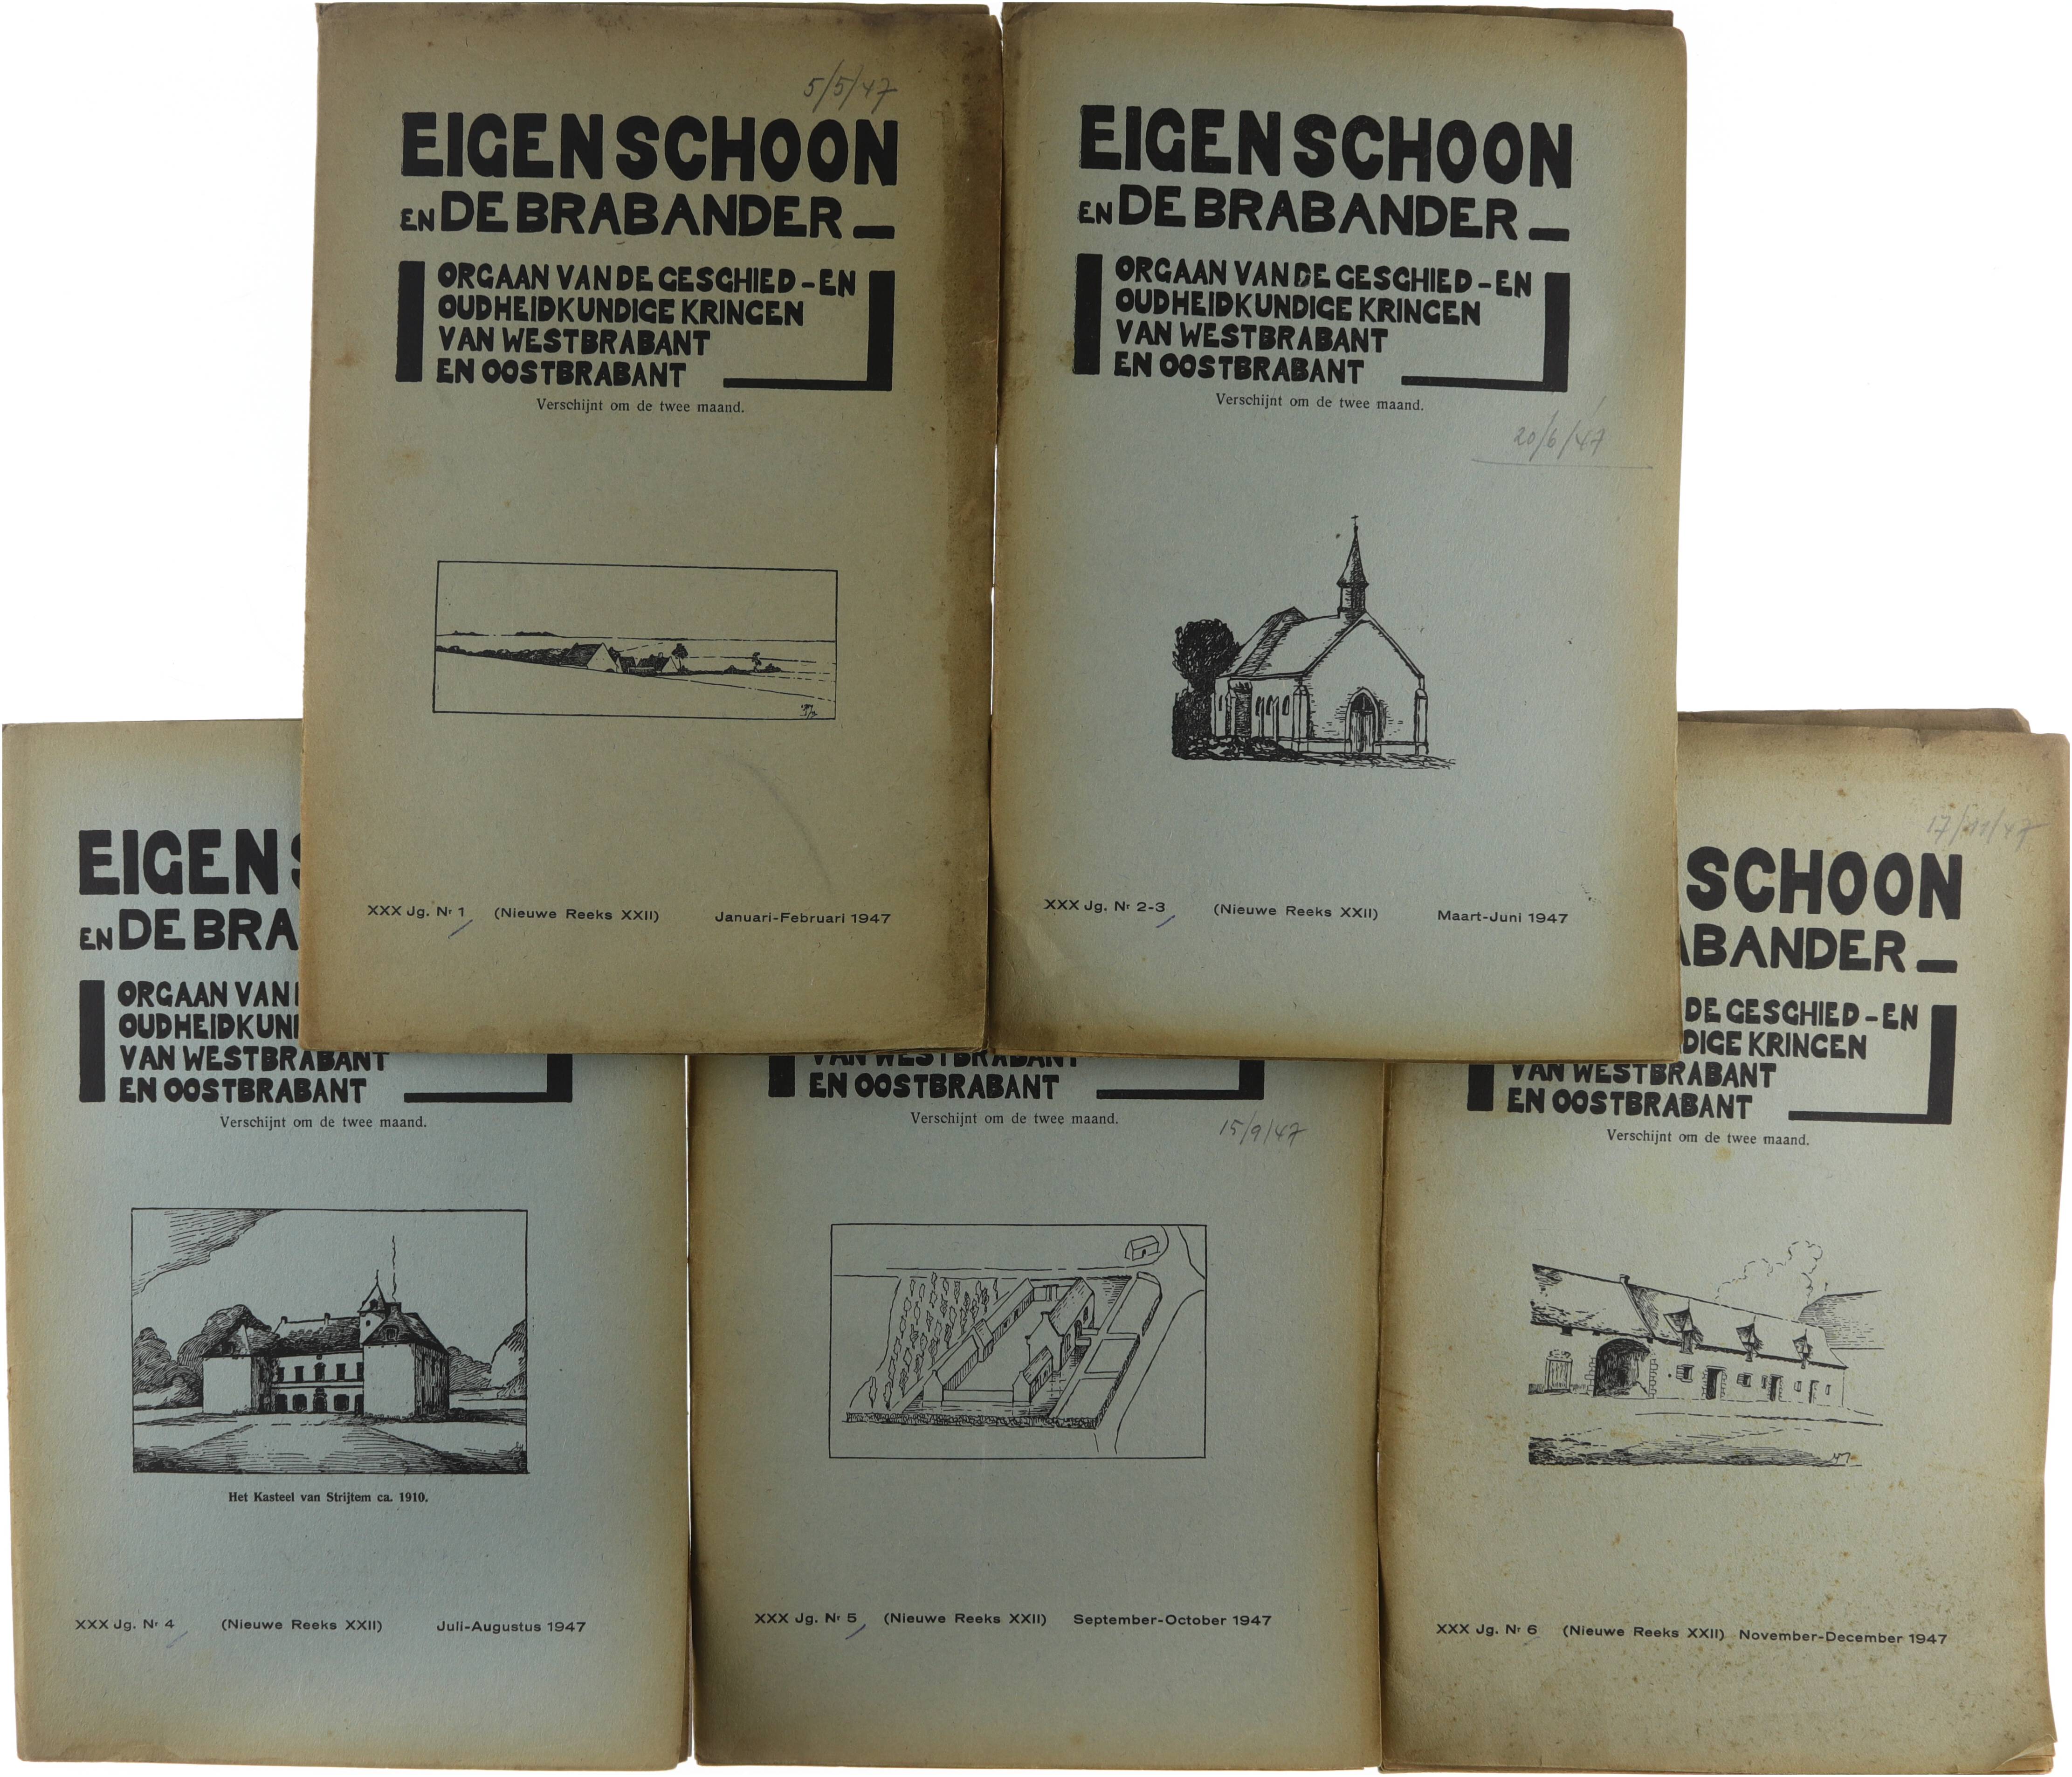 5/5/47
EIGEN SCHOON
EN DE BRABANDER
ORGAAN VAN DE GESCHIED-EN
OUDHEIDKUNDIGE KRINGEN
VAN WESTBRABANT
EN OOSTBRABANT
Verschijnt om de twee maand.
XXX Jg. Nr 1 (Nieuwe Reeks XXII) Januari-Februari 1947
EIGEN SCHOON
EN DE BRABANDER
ORGAAN VAN DE GESCHIED-EN
OUDHEIDKUNDIGE KRINGEN
VAN WESTBRABANT
EN OOSTBRABANT
Verschijnt om de twee maand.
20/6/47
XXX Jg. Nr 2-3 (Nieuwe Reeks XXII) Maart-Juni 1947
EIGEN
EN DE BRA
ORGAAN VAN
OUDHEIDKUN
VAN WESTBRABANT
EN OOSTBRABANT
Verschijnt om de twee maand.
Het Kasteel van Strijtem ca. 1910.
XXX Jg. Nr 4 (Nieuwe Reeks XXII) Juli-Augustus 1947
VAN WESTBRABANT
EN OOSTBRABANT
Verschijnt om de twee maand.
15/9/47
XXX Jg. Nr 5 (Nieuwe Reeks XXII) September-October 1947
17/11/47
SCHOON
ABANDER
DE GESCHIED-EN
DIGE KRINGEN
VAN WESTBRABANT
EN OOSTBRABANT
Verschijnt om de twee maand.
XXX Jg. Nr 6 (Nieuwe Reeks XXII) November-December 1947